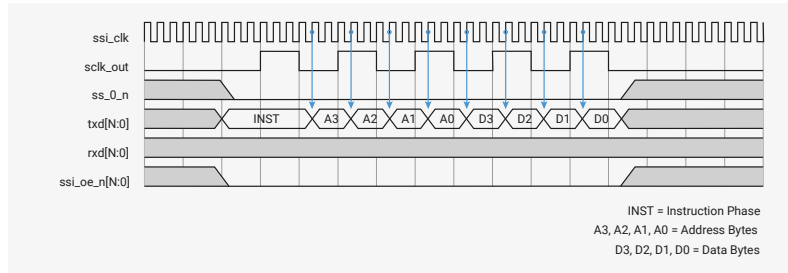 ssi_clk
sclk_out
ss_0_n
txd[N:0]
INST A3 A2 A1 A0 D3 D2 D1 D0
rxd[N:0]
ssi_oe_n[N:0]
INST = Instruction Phase
A3, A2, A1, A0 = Address Bytes
D3, D2, D1, D0 = Data Bytes